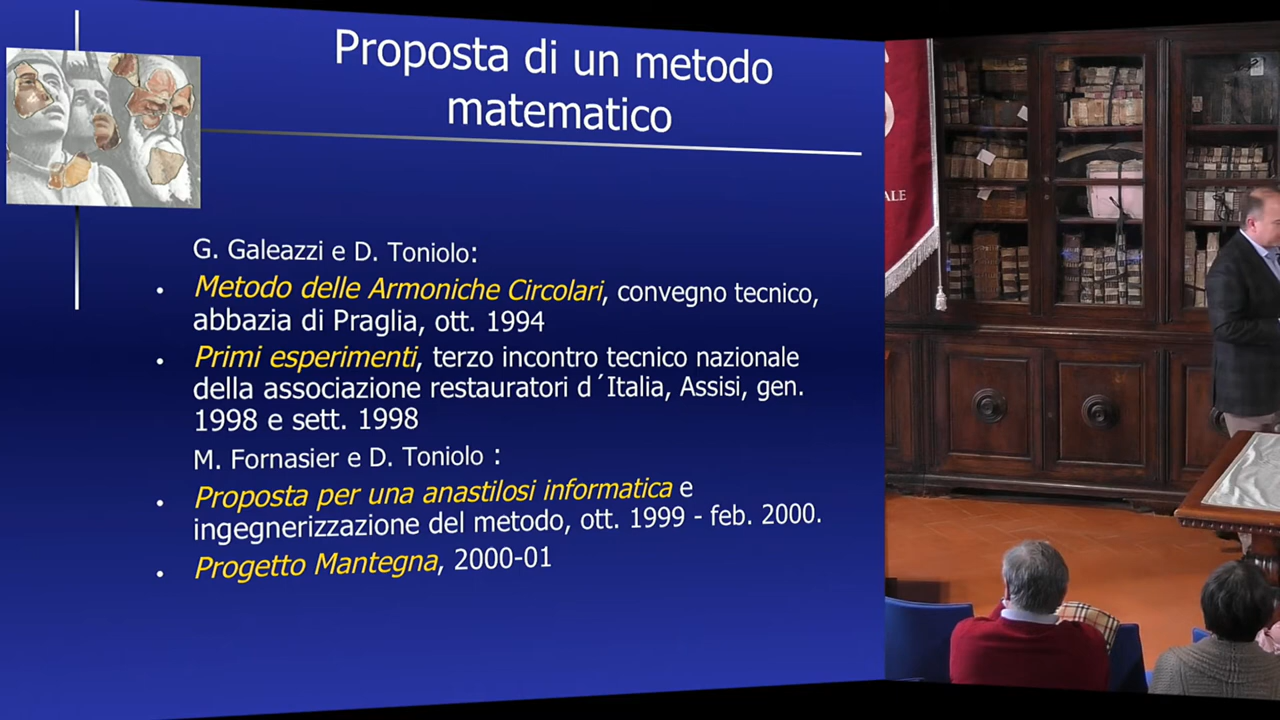 Proposta di un metodo
matematico
G. Galeazzi e D. Toniolo:
• Metodo delle Armoniche Circolari, convegno tecnico,
abbazia di Praglia, ott. 1994
• Primi esperimenti, terzo incontro tecnico nazionale
della associazione restauratori d´Italia, Assisi, gen.
1998 e sett. 1998
M. Fornasier e D. Toniolo :
• Proposta per una anastilosi informatica e
ingegnerizzazione del metodo, ott. 1999 - feb. 2000.
• Progetto Mantegna, 2000-01